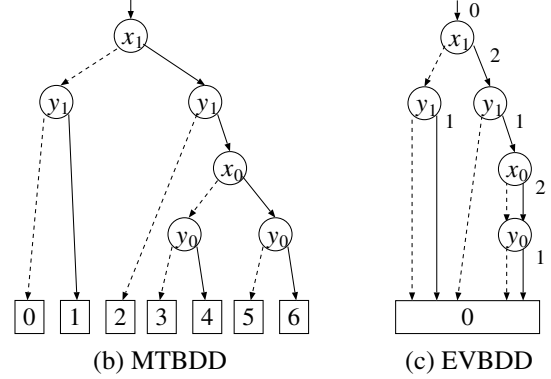 x₁
y₁ y₁
x₀
y₀ y₀
0 1 2 3 4 5 6
(b) MTBDD
0
x₁
2
y₁ y₁
1 1
x₀
2
y₀
1
0
(c) EVBDD